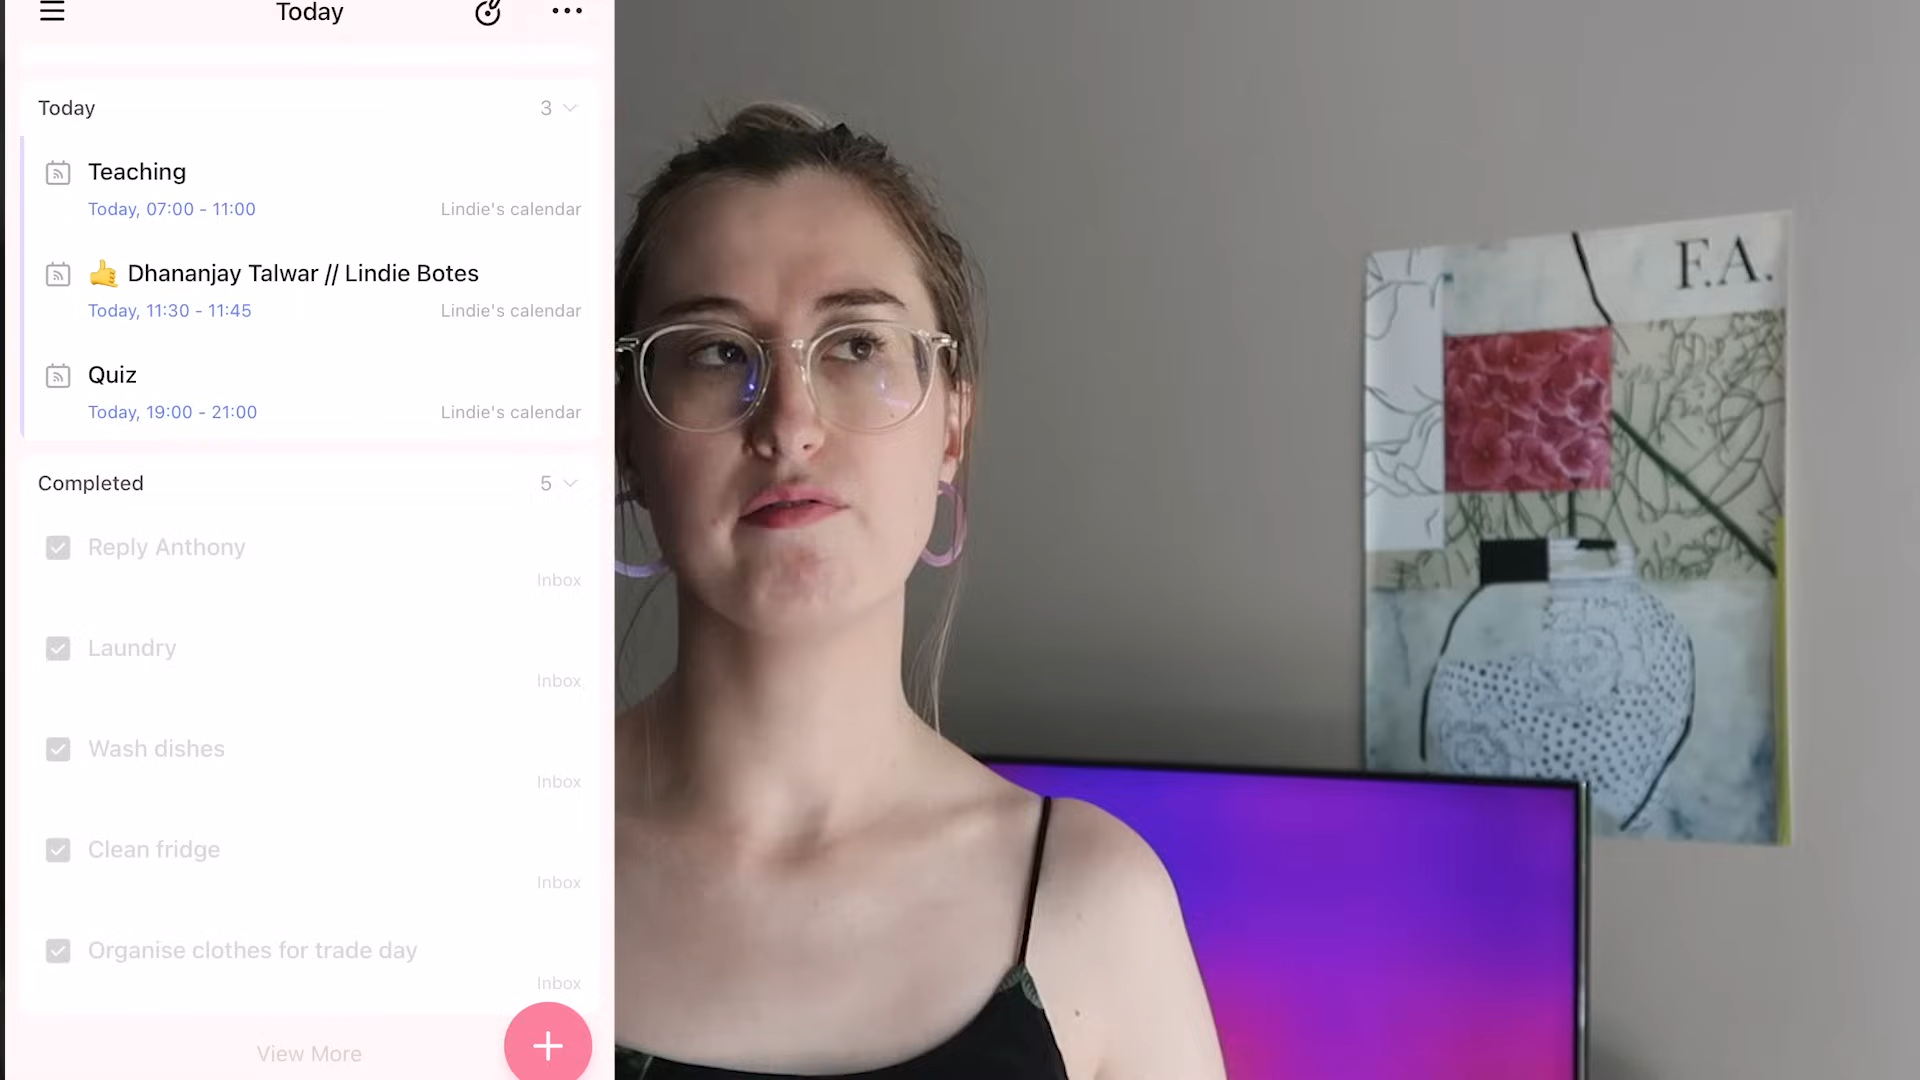 Today
Today
3
Teaching
Today, 07:00 - 11:00
Lindie's calendar
🤙 Dhananjay Talwar // Lindie Botes
Today, 11:30 - 11:45
Lindie's calendar
Quiz
Today, 19:00 - 21:00
Lindie's calendar
Completed
5
Reply Anthony
Inbox
Laundry
Inbox
Wash dishes
Inbox
Clean fridge
Inbox
Organise clothes for trade day
Inbox
View More
F.A.